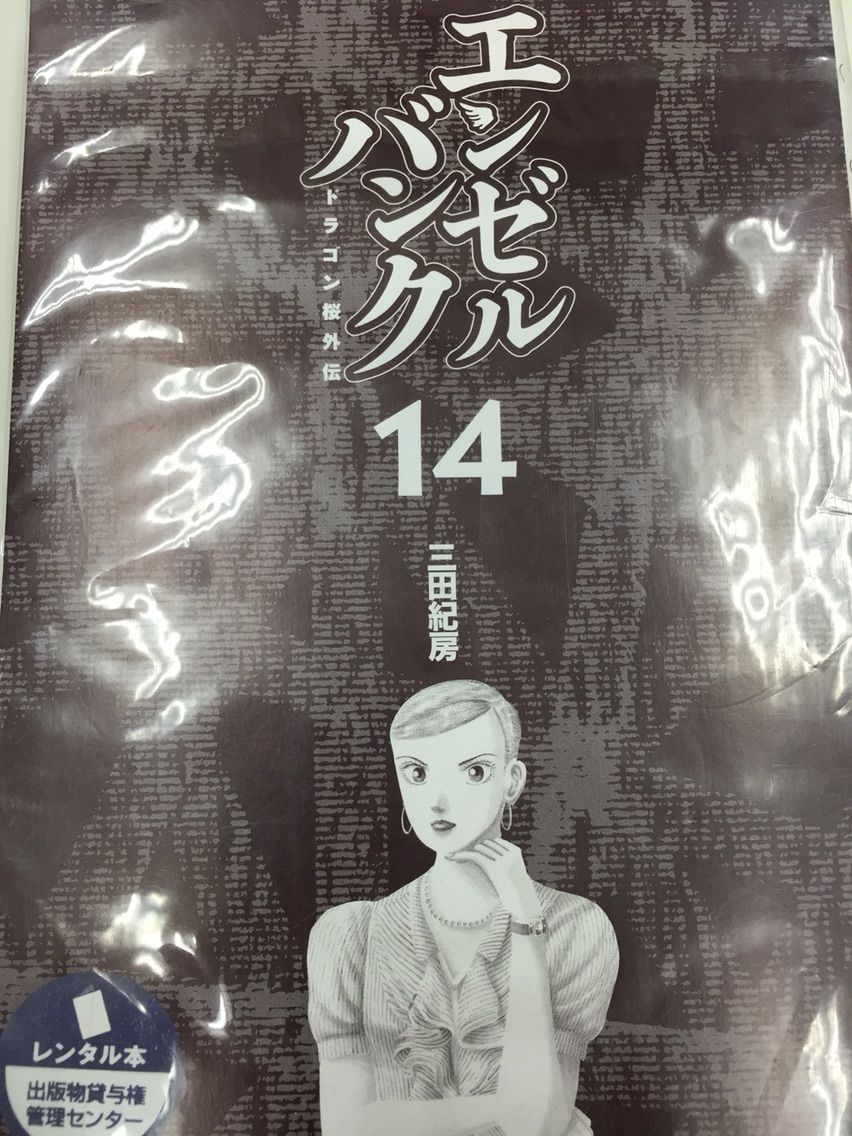 エンゼル
バンク
ドラゴン桜外伝
14
三田紀房
レンタル本
出版物貸与権
管理センター